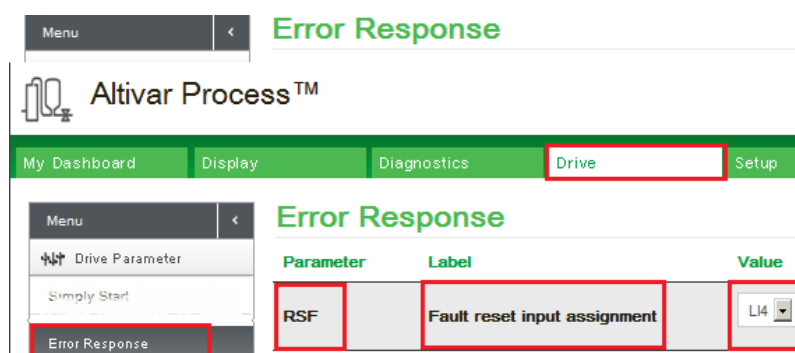 Menu < Error Response
Altivar Process™
My Dashboard Display Diagnostics Drive Setup
Menu < Error Response
Drive Parameter Parameter Label Value
Simply Start
RSF Fault reset input assignment LI4
Error Response